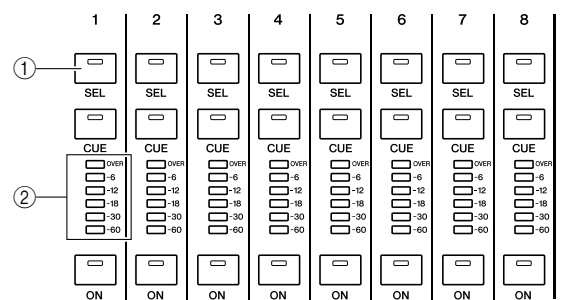 1 2 3 4 5 6 7 8
① SEL SEL SEL SEL SEL SEL SEL SEL
CUE CUE CUE CUE CUE CUE CUE CUE
OVER OVER OVER OVER OVER OVER OVER OVER
-6 -6 -6 -6 -6 -6 -6 -6
-12 -12 -12 -12 -12 -12 -12 -12
② -18 -18 -18 -18 -18 -18 -18 -18
-30 -30 -30 -30 -30 -30 -30 -30
-60 -60 -60 -60 -60 -60 -60 -60
ON ON ON ON ON ON ON ON